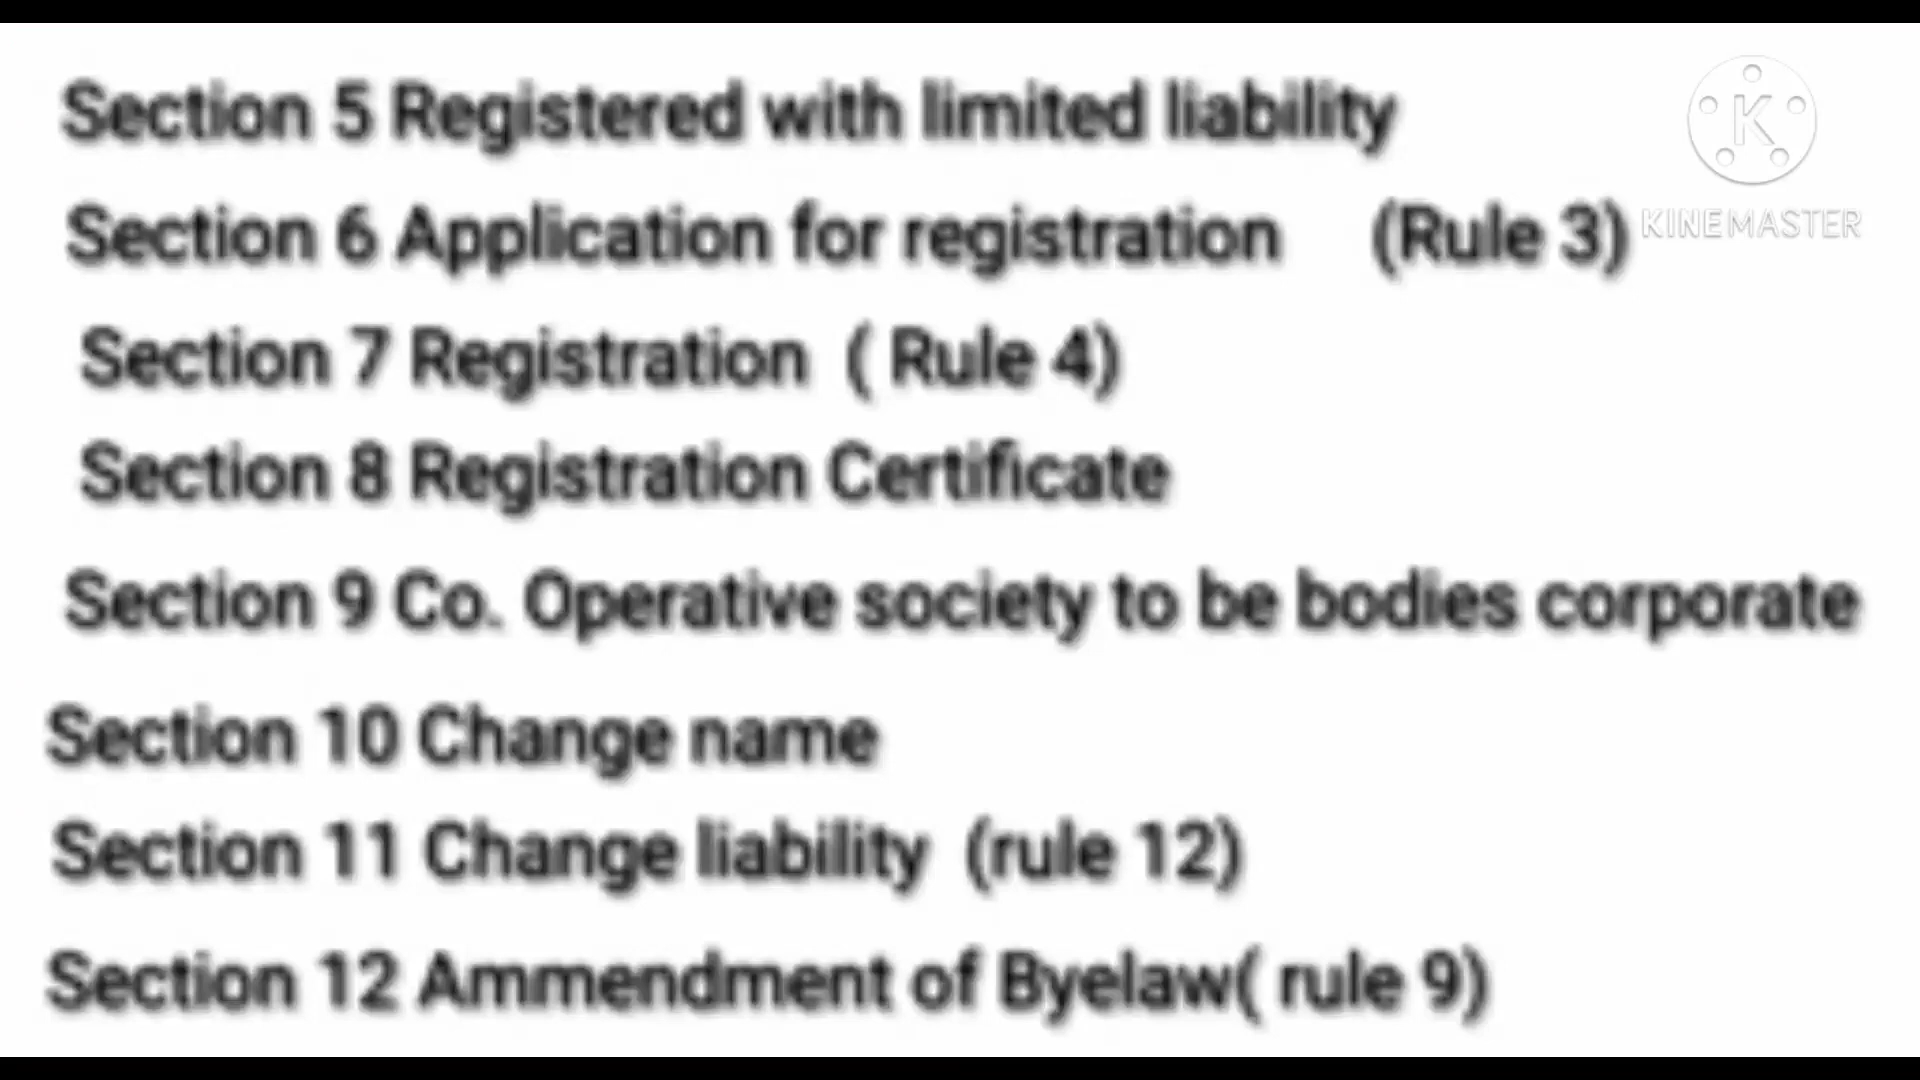 Section 5 Registered with limited liability
Section 6 Application for registration (Rule 3)
Section 7 Registration ( Rule 4)
Section 8 Registration Certificate
Section 9 Co. Operative society to be bodies corporate
Section 10 Change name
Section 11 Change liability (rule 12)
Section 12 Ammendment of Byelaw( rule 9)
K
KINEMASTER